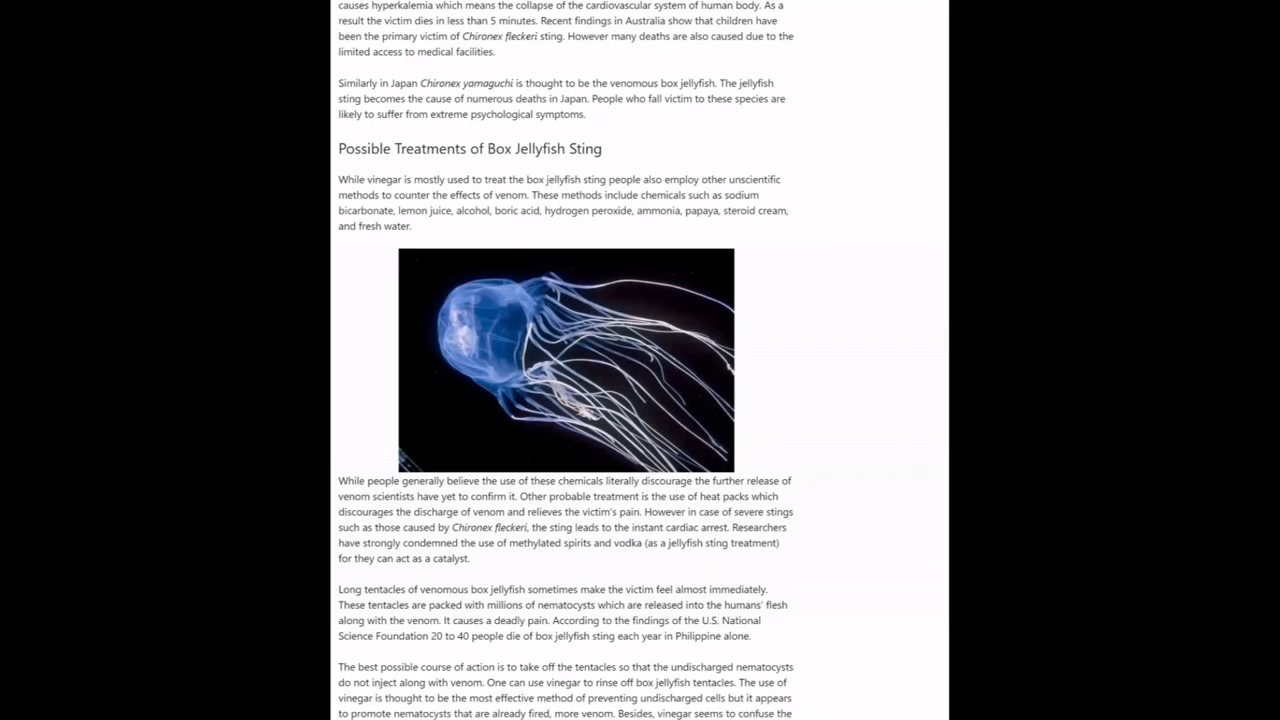 causes hyperkalemia which means the collapse of the cardiovascular system of human body. As a
result the victim dies in less than 5 minutes. Recent findings in Australia show that children have
been the primary victim of Chironex fleckeri sting. However many deaths are also caused due to the
limited access to medical facilities.
Similarly in Japan Chironex yamaguchi is thought to be the venomous box jellyfish. The jellyfish
sting becomes the cause of numerous deaths in Japan. People who fall victim to these species are
likely to suffer from extreme psychological symptoms.
Possible Treatments of Box Jellyfish Sting
While vinegar is mostly used to treat the box jellyfish sting people also employ other unscientific
methods to counter the effects of venom. These methods include chemicals such as sodium
bicarbonate, lemon juice, alcohol, boric acid, hydrogen peroxide, ammonia, papaya, steroid cream,
and fresh water.
While people generally believe the use of these chemicals literally discourage the further release of
venom scientists have yet to confirm it. Other probable treatment is the use of heat packs which
discourages the discharge of venom and relieves the victim's pain. However in case of severe stings
such as those caused by Chironex fleckeri, the sting leads to the instant cardiac arrest. Researchers
have strongly condemned the use of methylated spirits and vodka (as a jellyfish sting treatment)
for they can act as a catalyst.
Long tentacles of venomous box jellyfish sometimes make the victim feel almost immediately.
These tentacles are packed with millions of nematocysts which are released into the humans' flesh
along with the venom. It causes a deadly pain. According to the findings of the U.S. National
Science Foundation 20 to 40 people die of box jellyfish sting each year in Philippine alone.
The best possible course of action is to take off the tentacles so that the undischarged nematocysts
do not inject along with venom. One can use vinegar to rinse off box jellyfish tentacles. The use of
vinegar is thought to be the most effective method of preventing undischarged cells but it appears
to promote nematocysts that are already fired, more venom. Besides, vinegar seems to confuse the